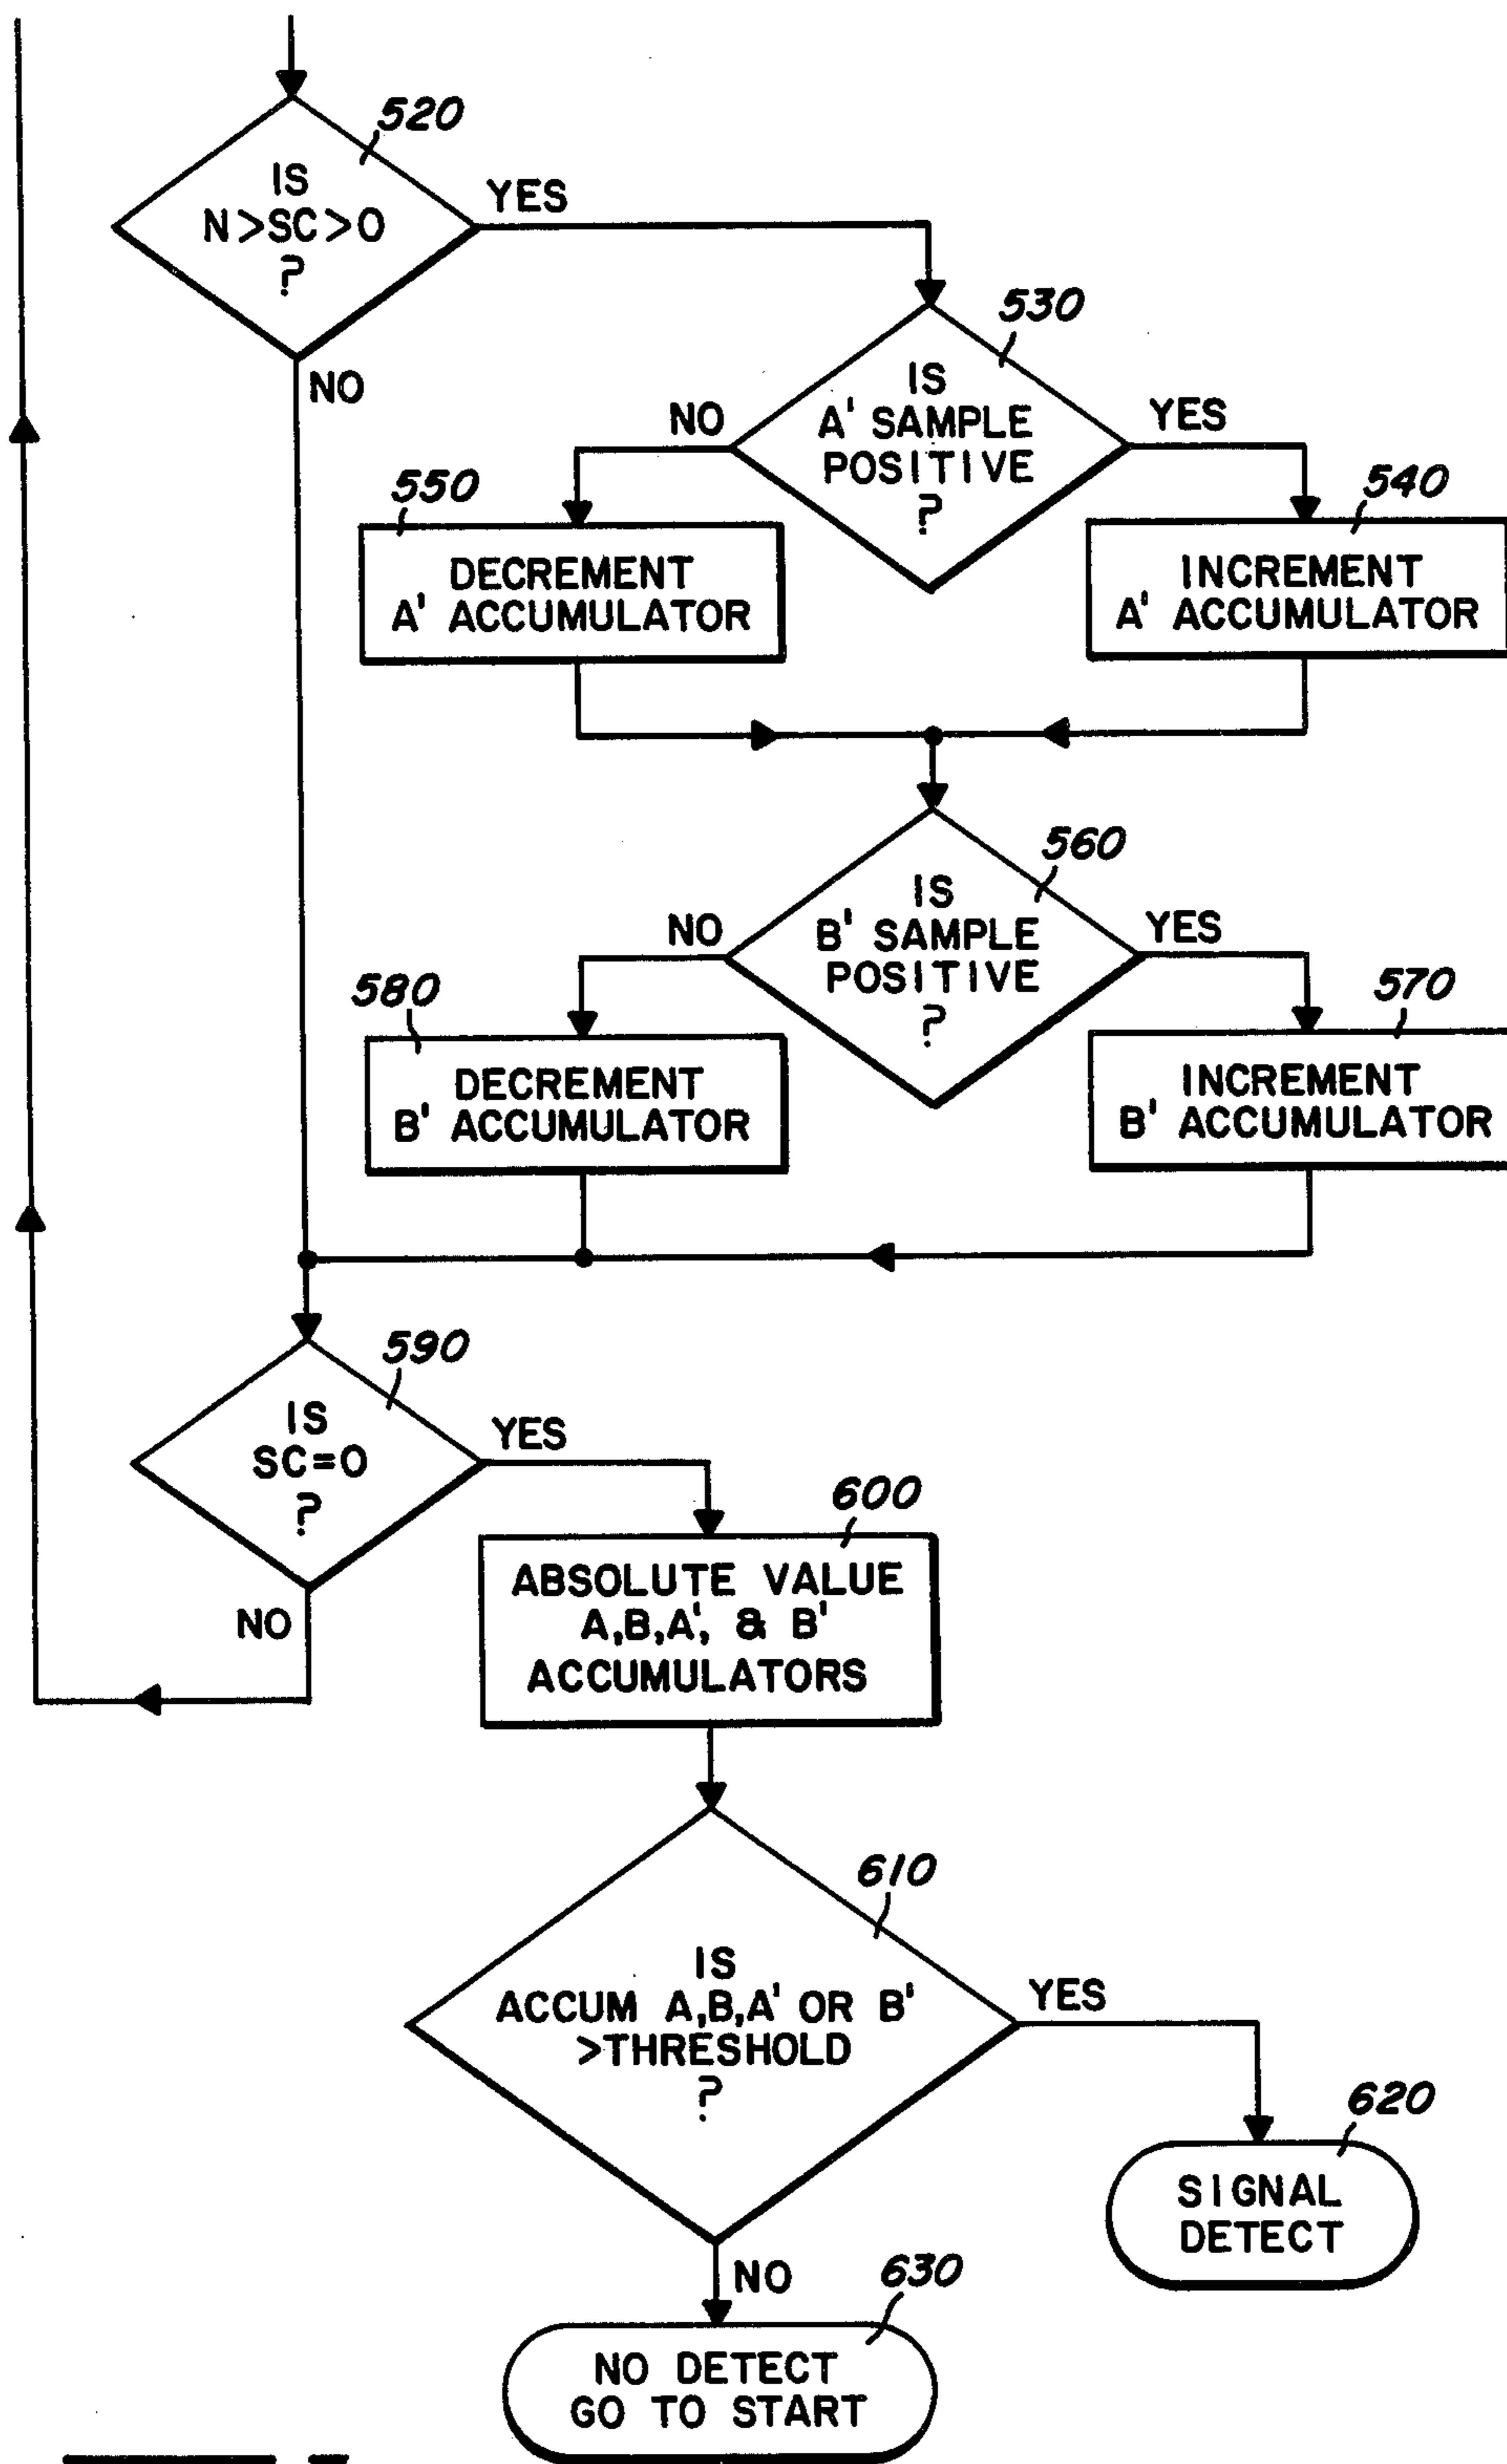 520
IS
N>SC>0
?
YES
NO
530
IS
A' SAMPLE
POSITIVE
?
NO
YES
550
DECREMENT
A' ACCUMULATOR
540
INCREMENT
A' ACCUMULATOR
560
IS
B' SAMPLE
POSITIVE
?
NO
YES
580
DECREMENT
B' ACCUMULATOR
570
INCREMENT
B' ACCUMULATOR
590
IS
SC=0
?
YES
NO
600
ABSOLUTE VALUE
A,B,A', & B'
ACCUMULATORS
610
IS
ACCUM A,B,A' OR B'
>THRESHOLD
?
YES
NO
620
SIGNAL
DETECT
630
NO DETECT
GO TO START